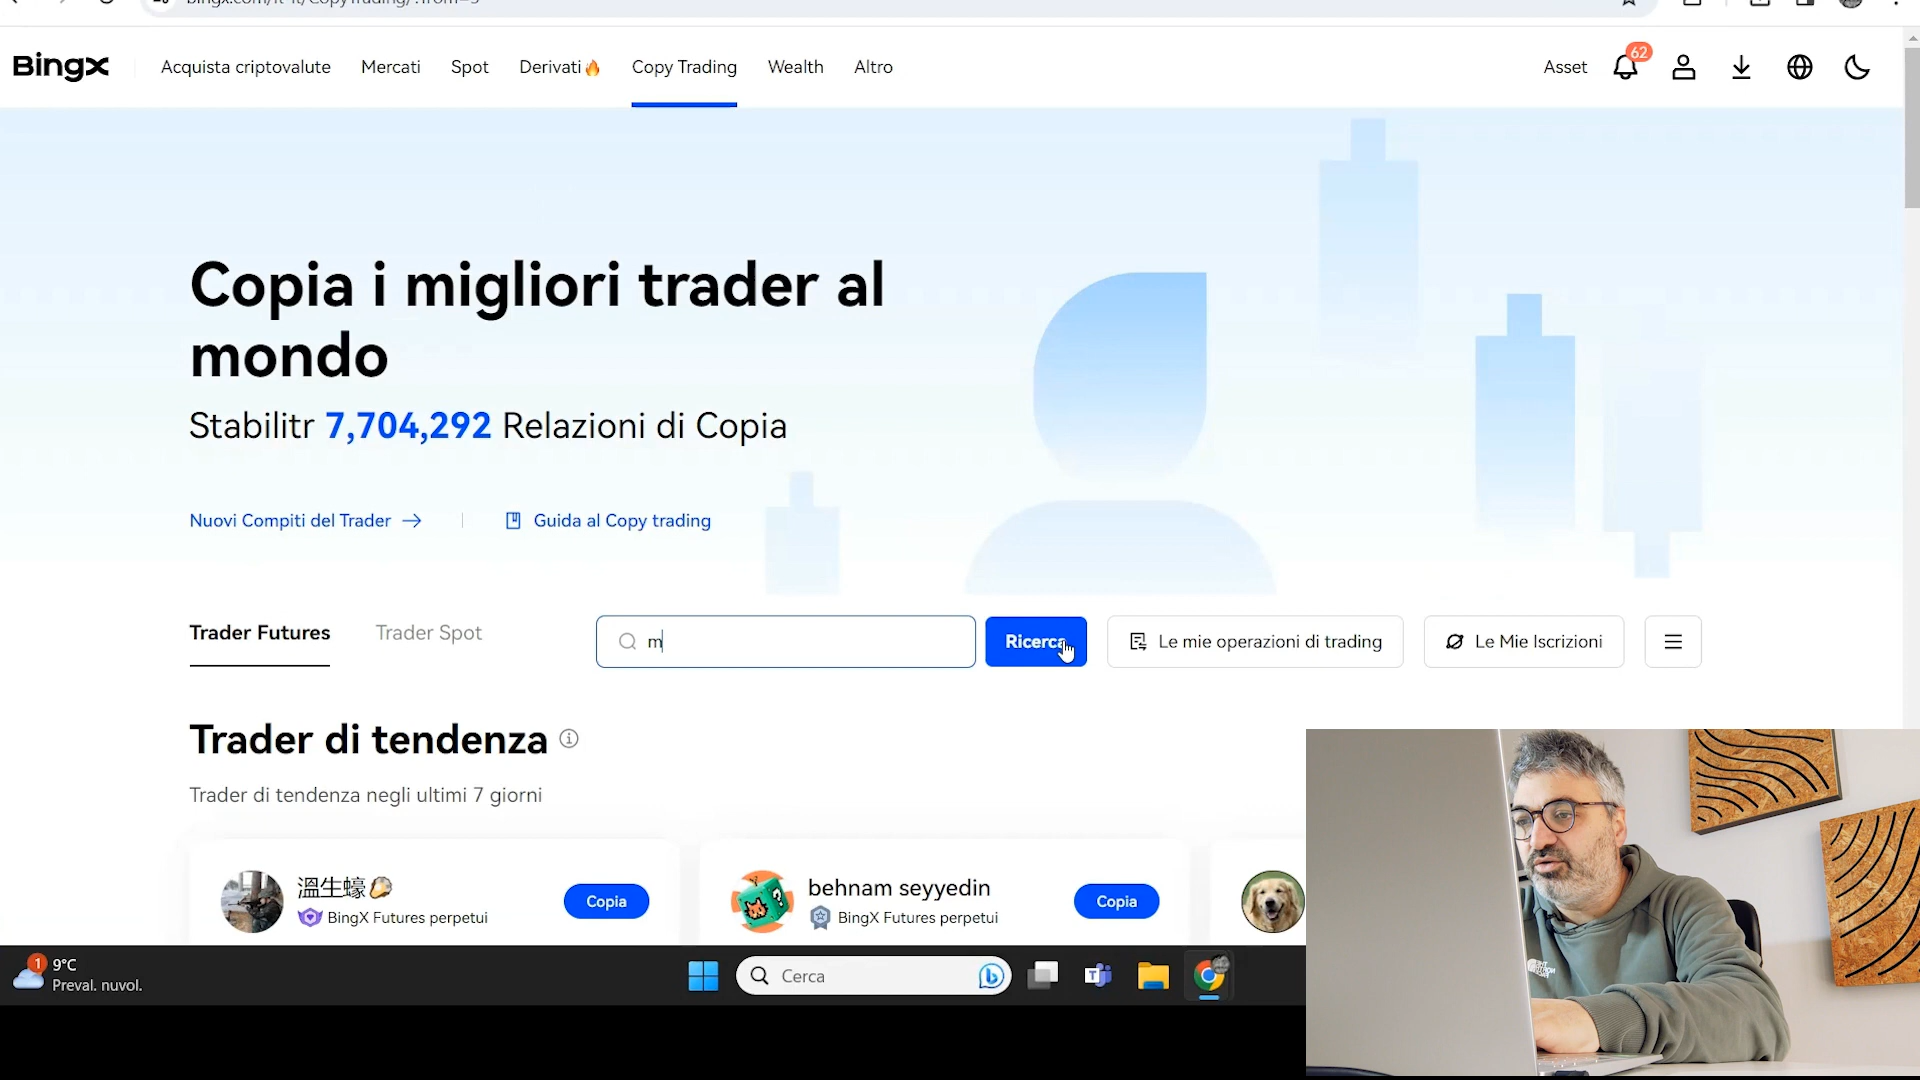 BingX
Acquista criptovalute
Mercati
Spot
Derivati🔥
Copy Trading
Wealth
Altro
Asset
62
Copia i migliori trader al
mondo
Stabilitr 7,704,292 Relazioni di Copia
Nuovi Compiti del Trader →
Guida al Copy trading
Trader Futures
Trader Spot
m
Ricerca
Le mie operazioni di trading
Le Mie Iscrizioni
Trader di tendenza
Trader di tendenza negli ultimi 7 giorni
溫生蠔🦪
BingX Futures perpetui
Copia
behnam seyyedin
BingX Futures perpetui
Copia
1
9°C
Preval. nuvol.
Cerca